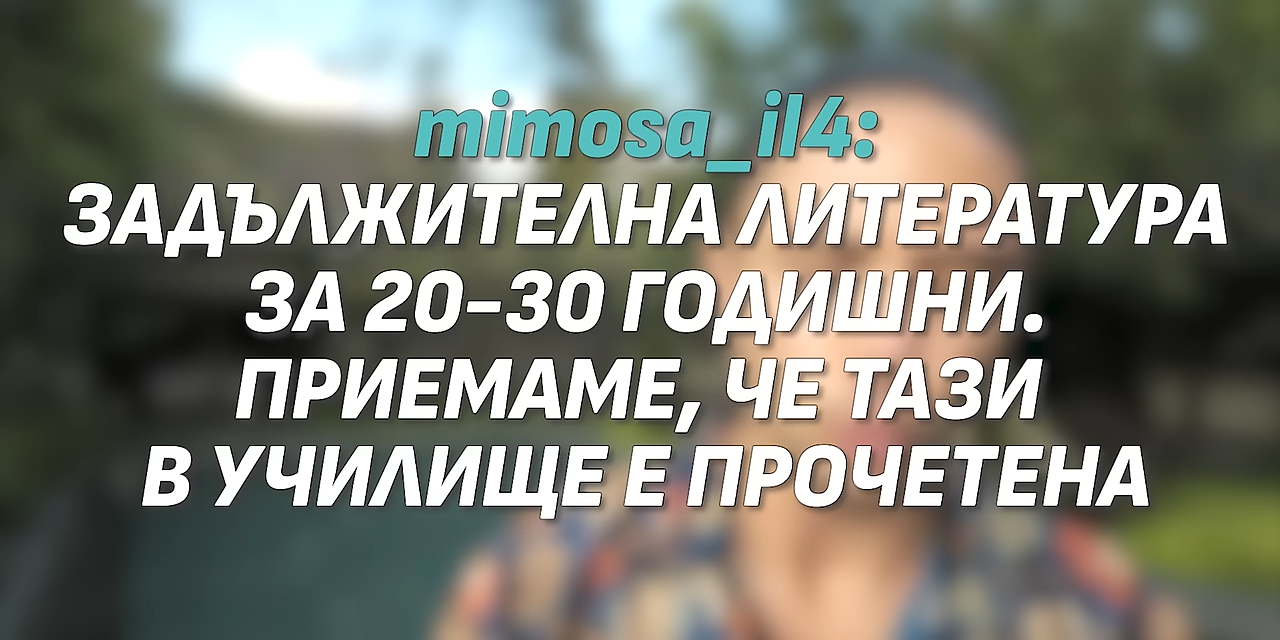 mimosa_il4:
ЗАДЪЛЖИТЕЛНА ЛИТЕРАТУРА
ЗА 20-30 ГОДИШНИ.
ПРИЕМАМЕ, ЧЕ ТАЗИ
В УЧИЛИЩЕ Е ПРОЧЕТЕНА